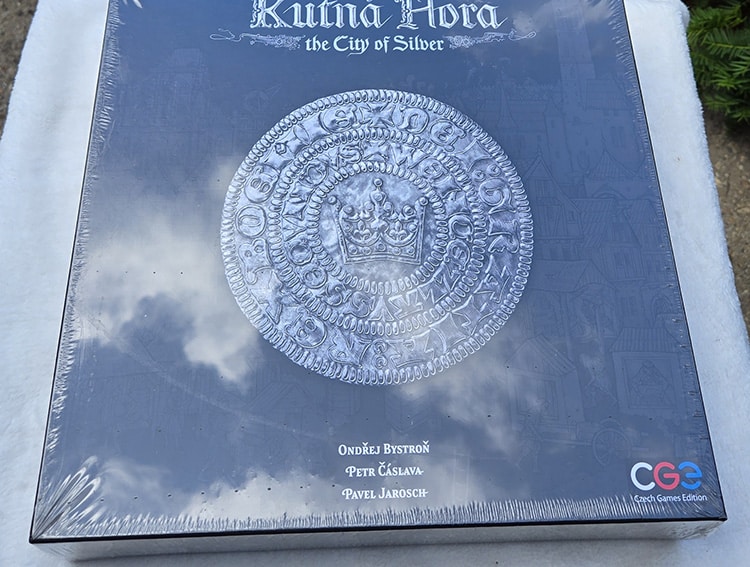 Kutná Hora
the City of Silver
Ondřej Bystroň
Petr Čáslava
Pavel Jarosch
CGE
Czech Games Edition